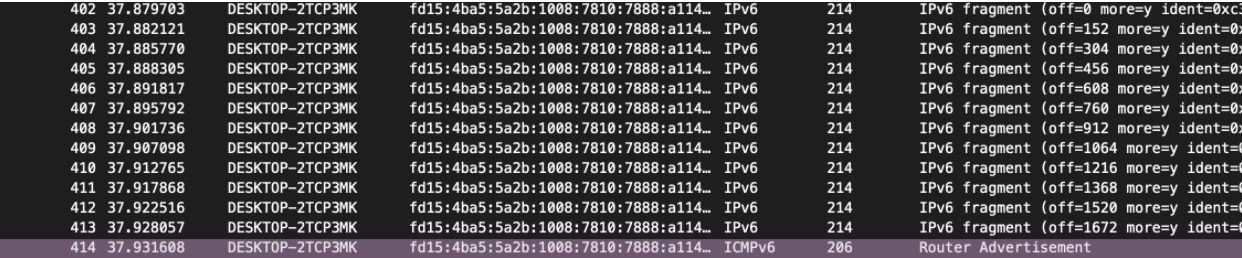 402 37.879703 DESKTOP-2TCP3MK fd15:4ba5:5a2b:1008:7810:7888:a114… IPv6 214 IPv6 fragment (off=0 more=y ident=0xc3
403 37.882121 DESKTOP-2TCP3MK fd15:4ba5:5a2b:1008:7810:7888:a114… IPv6 214 IPv6 fragment (off=152 more=y ident=0x
404 37.885770 DESKTOP-2TCP3MK fd15:4ba5:5a2b:1008:7810:7888:a114… IPv6 214 IPv6 fragment (off=304 more=y ident=0x
405 37.888305 DESKTOP-2TCP3MK fd15:4ba5:5a2b:1008:7810:7888:a114… IPv6 214 IPv6 fragment (off=456 more=y ident=0x
406 37.891817 DESKTOP-2TCP3MK fd15:4ba5:5a2b:1008:7810:7888:a114… IPv6 214 IPv6 fragment (off=608 more=y ident=0x
407 37.895792 DESKTOP-2TCP3MK fd15:4ba5:5a2b:1008:7810:7888:a114… IPv6 214 IPv6 fragment (off=760 more=y ident=0x
408 37.901736 DESKTOP-2TCP3MK fd15:4ba5:5a2b:1008:7810:7888:a114… IPv6 214 IPv6 fragment (off=912 more=y ident=0x
409 37.907098 DESKTOP-2TCP3MK fd15:4ba5:5a2b:1008:7810:7888:a114… IPv6 214 IPv6 fragment (off=1064 more=y ident=0
410 37.912765 DESKTOP-2TCP3MK fd15:4ba5:5a2b:1008:7810:7888:a114… IPv6 214 IPv6 fragment (off=1216 more=y ident=0
411 37.917868 DESKTOP-2TCP3MK fd15:4ba5:5a2b:1008:7810:7888:a114… IPv6 214 IPv6 fragment (off=1368 more=y ident=0
412 37.922516 DESKTOP-2TCP3MK fd15:4ba5:5a2b:1008:7810:7888:a114… IPv6 214 IPv6 fragment (off=1520 more=y ident=0
413 37.928057 DESKTOP-2TCP3MK fd15:4ba5:5a2b:1008:7810:7888:a114… IPv6 214 IPv6 fragment (off=1672 more=y ident=0
414 37.931608 DESKTOP-2TCP3MK fd15:4ba5:5a2b:1008:7810:7888:a114… ICMPv6 206 Router Advertisement